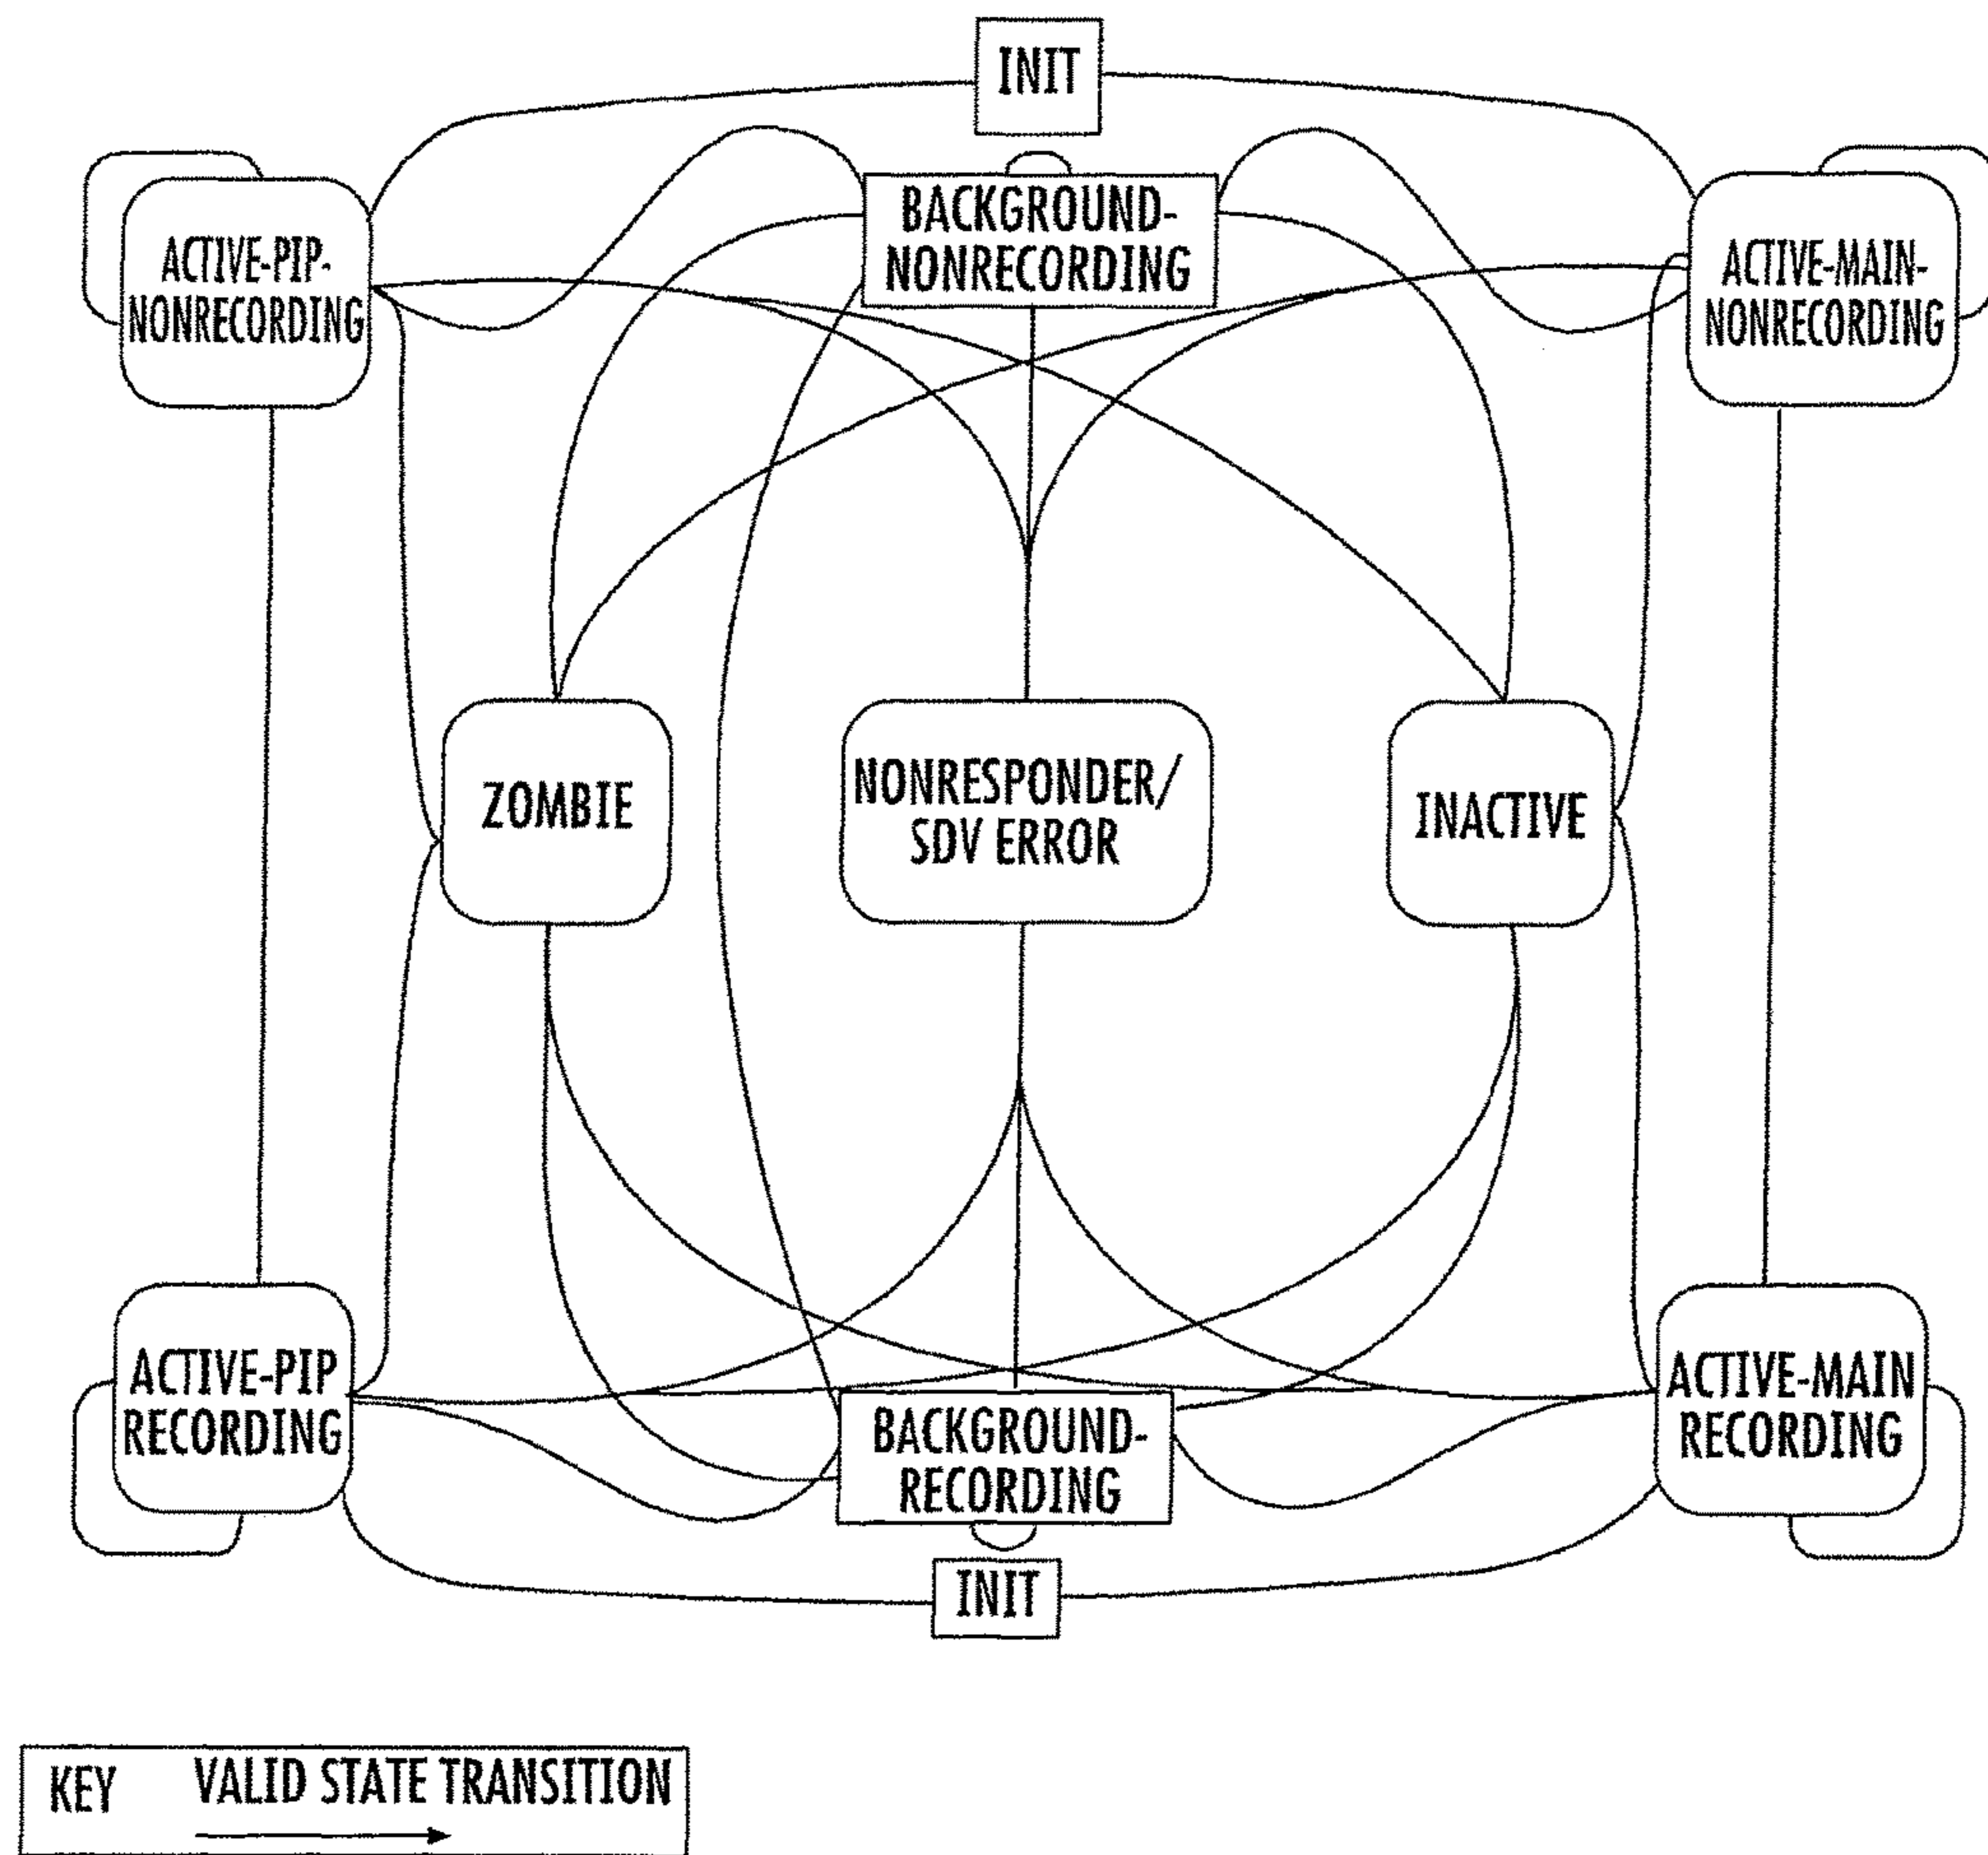 INIT
BACKGROUND-
NONRECORDING
ACTIVE-PIP-
NONRECORDING
ACTIVE-MAIN-
NONRECORDING
ZOMBIE
NONRESPONDER/
SDV ERROR
INACTIVE
ACTIVE-PIP
RECORDING
BACKGROUND-
RECORDING
ACTIVE-MAIN
RECORDING
INIT
KEY VALID STATE TRANSITION